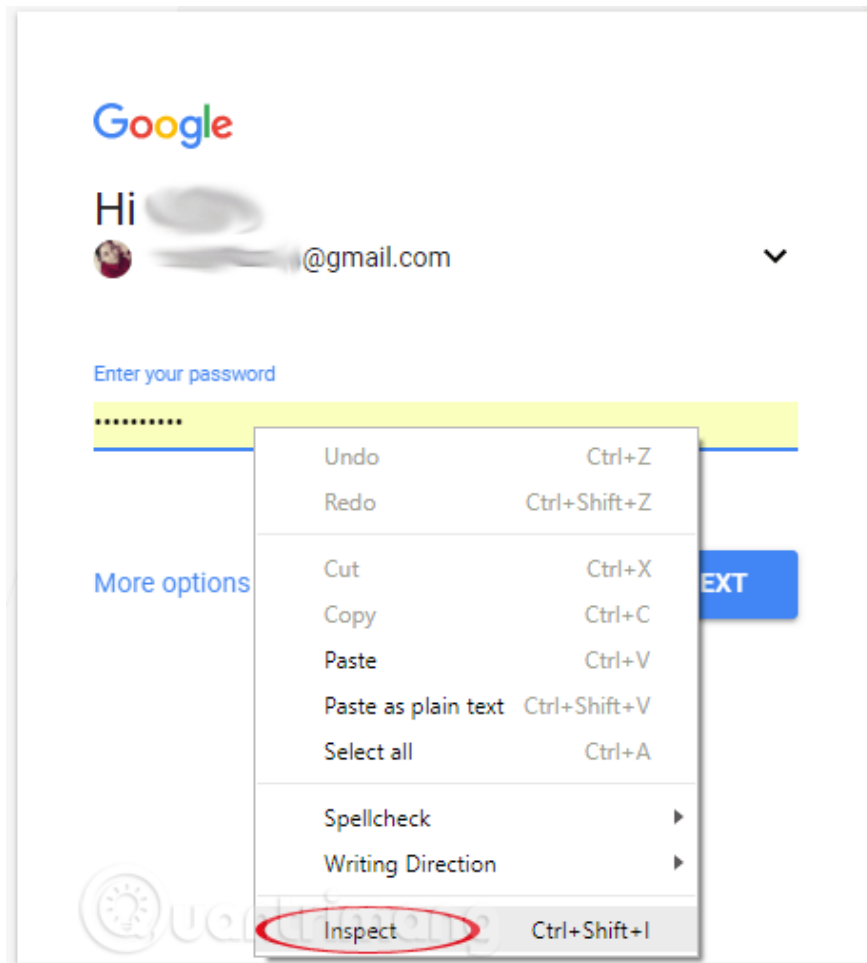 Google
Hi
@gmail.com
Enter your password
••••••••••
Undo Ctrl+Z
Redo Ctrl+Shift+Z
Cut Ctrl+X
More options
EXT
Copy Ctrl+C
Paste Ctrl+V
Paste as plain text Ctrl+Shift+V
Select all Ctrl+A
Spellcheck
Writing Direction
Quantrimang
Inspect Ctrl+Shift+I